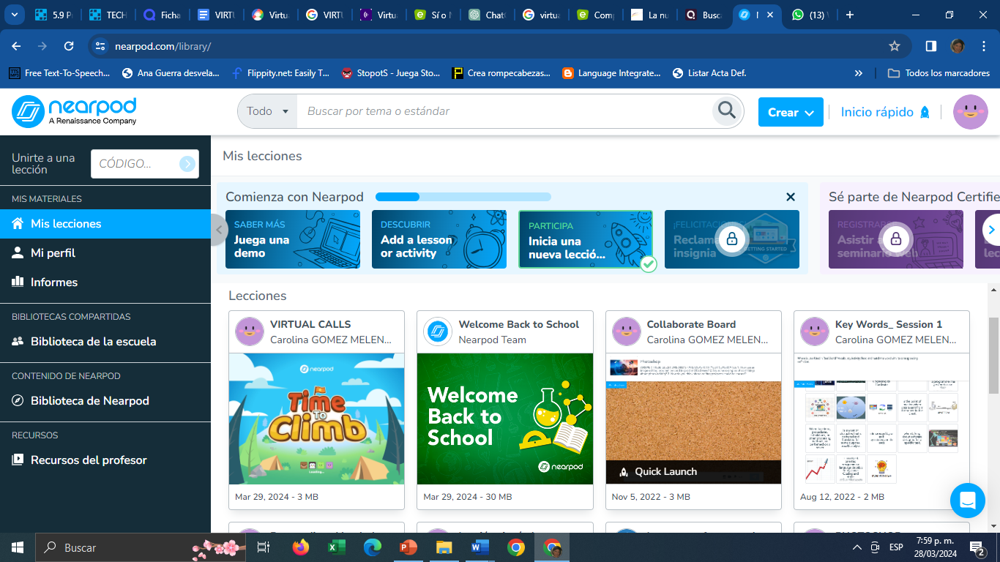 5.9 P
TECH
Ficha
VIRTU
Virtu
VIRTU
Virtu
Sí o N
Chat
virtu
Comp
La nu
Busc
(13)
nearpod.com/library/
Free Text-To-Speech...
Ana Guerra desvela...
Flippity.net: Easily T...
StopotS - Juega Sto...
Crea rompecabezas...
Language Integrate...
Listar Acta Def.
Todos los marcadores
nearpod
A Renaissance Company
Todo
Buscar por tema o estándar
Crear
Inicio rápido
Unirte a una
lección
CÓDIGO...
MIS MATERIALES
Mis lecciones
Mi perfil
Informes
BIBLIOTECAS COMPARTIDAS
Biblioteca de la escuela
CONTENIDO DE NEARPOD
Biblioteca de Nearpod
RECURSOS
Recursos del profesor
Mis lecciones
Comienza con Nearpod
SABER MÁS
Juega una
demo
DESCUBRIR
Add a lesson
or activity
PARTICIPA
Inicia una
nueva lecció...
Reclam
insignia
GETTING STARTED
Sé parte de Nearpod Certifie
REGISTRAR
Asistir a
seminario web
lec
Lecciones
VIRTUAL CALLS
Carolina GOMEZ MELEN...
nearpod
Time
To
Climb
Loading...
Mar 29, 2024 - 3 MB
Welcome Back to School
Nearpod Team
Welcome
Back to
School
nearpod
Mar 29, 2024 - 30 MB
Collaborate Board
Carolina GOMEZ MELEN...
Photoshop
Quick Launch
Nov 5, 2022 - 3 MB
Key Words_ Session 1
Carolina GOMEZ MELEN...
Aug 12, 2022 - 2 MB
Buscar
ESP
7:59 p. m.
28/03/2024
2